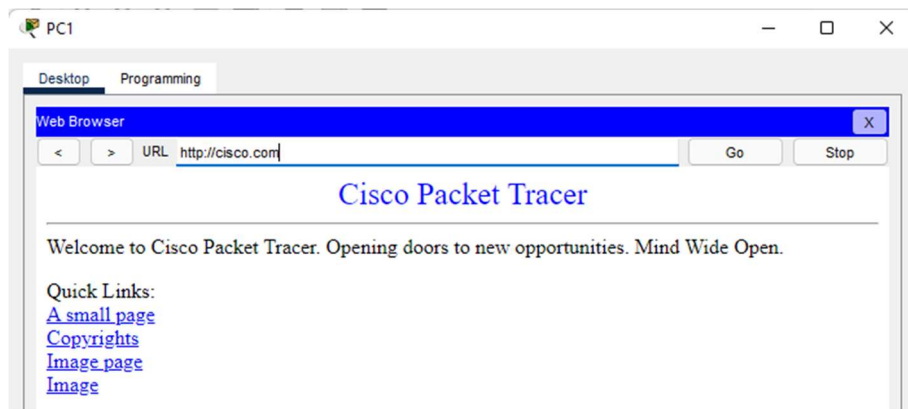 PC1
Desktop Programming
Web Browser X
< > URL http://cisco.com Go Stop
Cisco Packet Tracer
Welcome to Cisco Packet Tracer. Opening doors to new opportunities. Mind Wide Open.
Quick Links:
A small page
Copyrights
Image page
Image